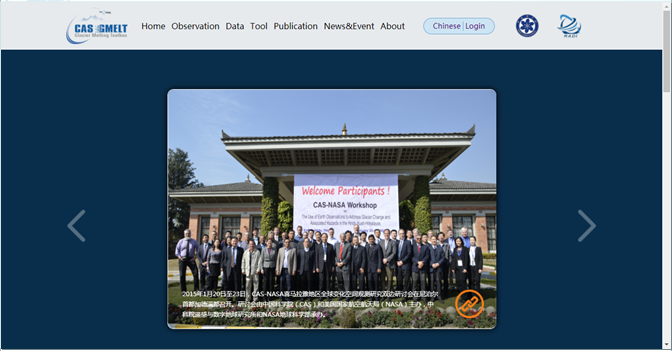 CAS GMELT
Home Observation Data Tool Publication News&Event About
Chinese Login
RADI
Welcome Participants !
CAS-NASA Workshop
on
The Use of Earth Observations to Address Glacier Change and
Associated Hazards in the Hindu Kush Himalayas
2015年1月20日至23日，CAS-NASA喜马拉雅地区全球变化空间观测研究双边研讨会在尼泊尔
首都加德满都召开。研讨会由中国科学院（CAS）和美国国家航空航天局（NASA）主办，中
科院遥感与数字地球研究所和NASA地球科学部承办。